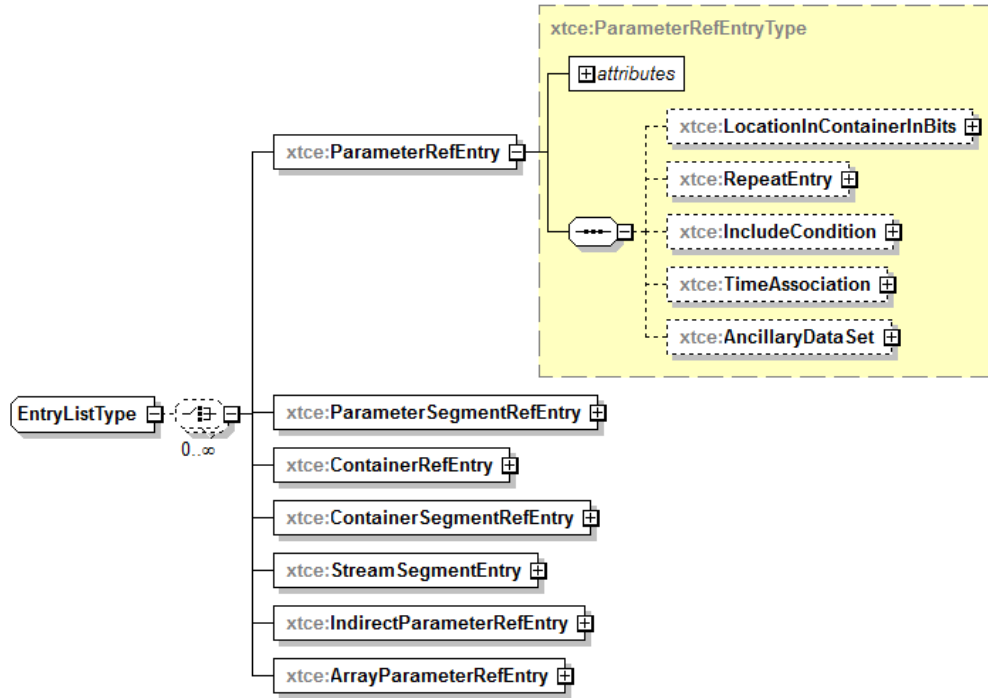 xtce:ParameterRefEntryType
attributes
xtce:LocationInContainerInBits
xtce:ParameterRefEntry
xtce:RepeatEntry
xtce:IncludeCondition
xtce:TimeAssociation
xtce:AncillaryDataSet
EntryListType
0..∞
xtce:ParameterSegmentRefEntry
xtce:ContainerRefEntry
xtce:ContainerSegmentRefEntry
xtce:StreamSegmentEntry
xtce:IndirectParameterRefEntry
xtce:ArrayParameterRefEntry